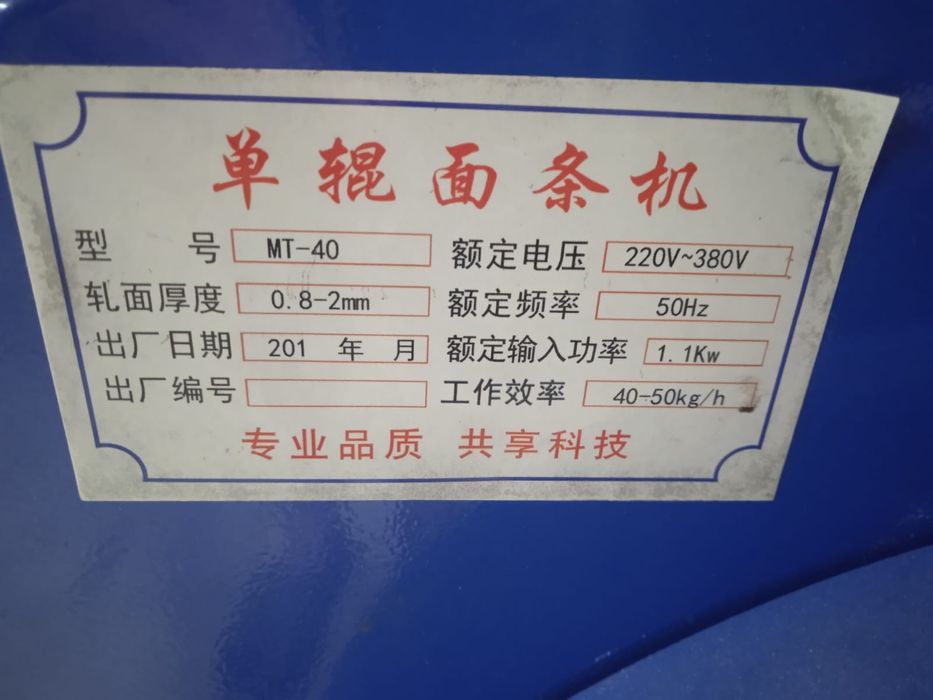 单辊面条机
型 号 MT-40 额定电压 220V~380V
轧面厚度 0.8-2mm 额定频率 50Hz
出厂日期 201 年 月 额定输入功率 1.1Kw
出厂编号 工作效率 40-50kg/h
专业品质 共享科技